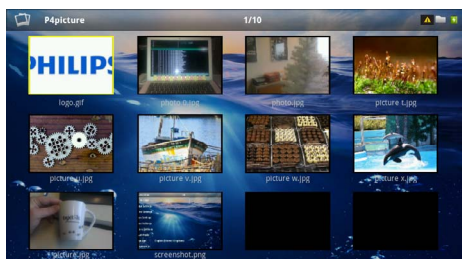 P4picture
1/10
PHILIPS
logo.gif
photo.jpg
picture t.jpg
picture u.jpg
picture v.jpg
picture w.jpg
picture x.jpg
picture.jpg
screenshot.png